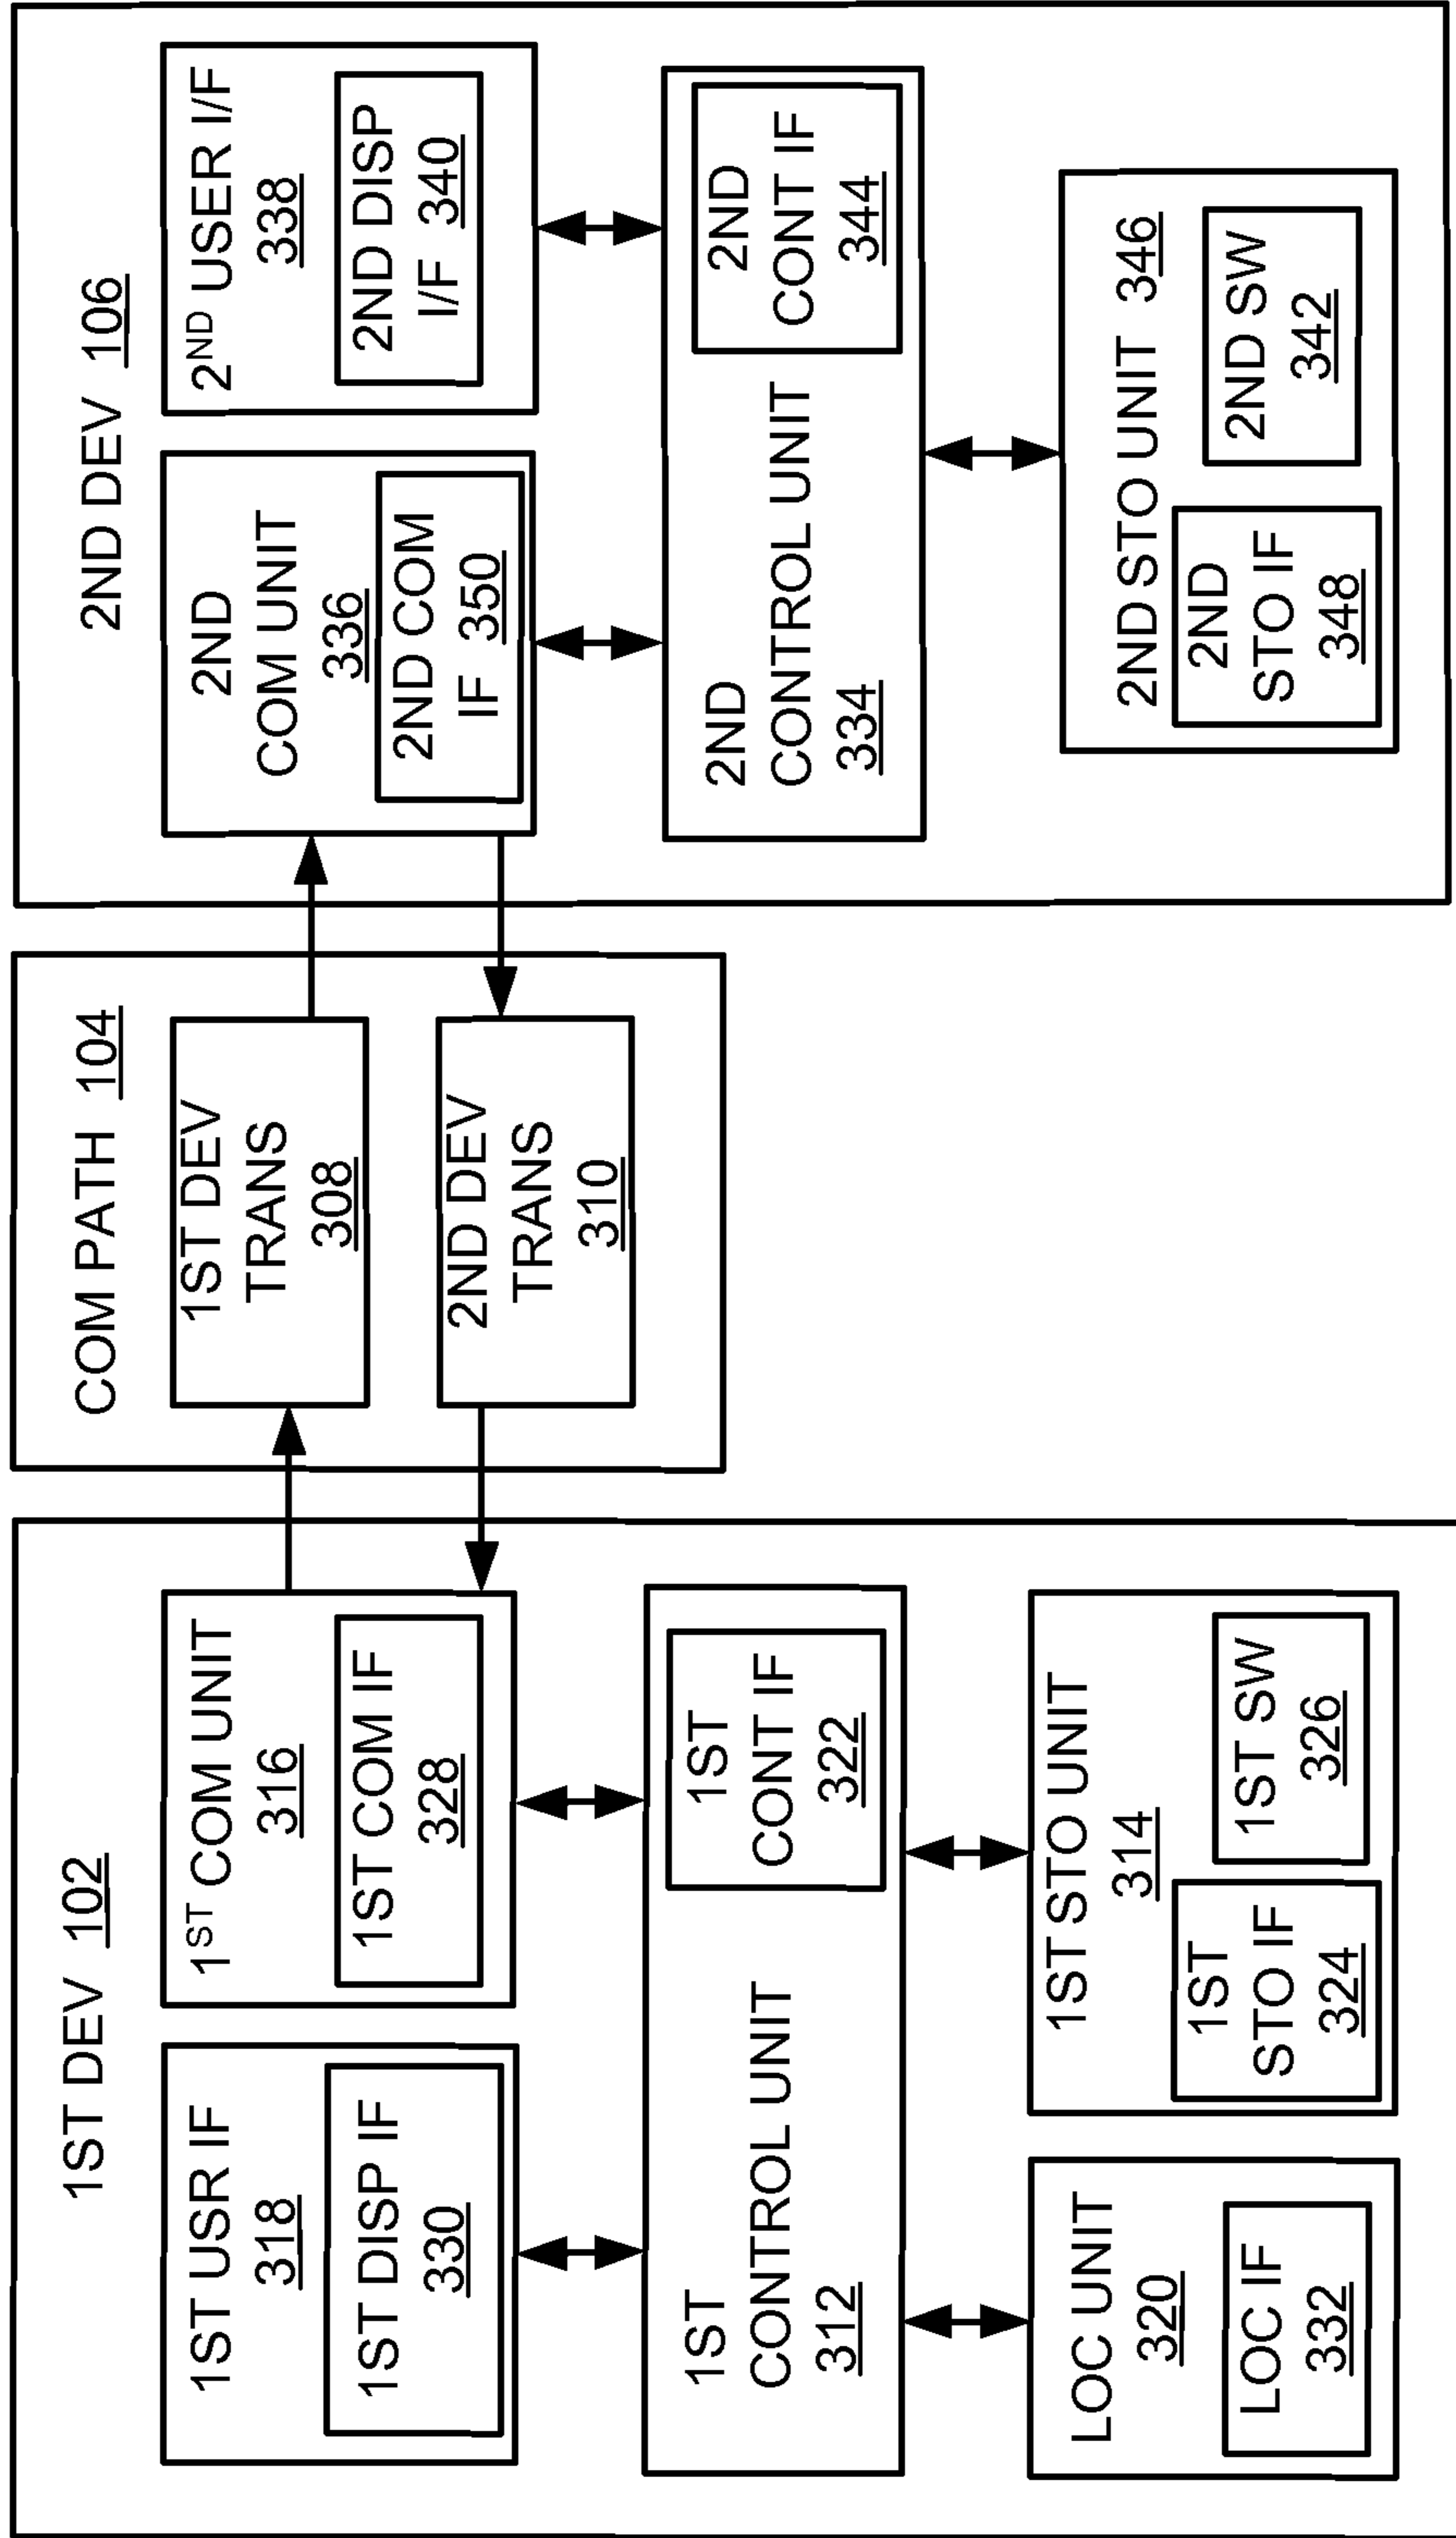 1ST DEV 102
1ST USR IF
318
1ST DISP IF
330
1ST COM UNIT
316
1ST COM IF
328
1ST
CONTROL UNIT
312
1ST
CONT IF
322
LOC UNIT
320
LOC IF
332
1ST STO UNIT
314
1ST
STO IF
324
1ST SW
326
COM PATH 104
1ST DEV
TRANS
308
2ND DEV
TRANS
310
2ND DEV 106
2ND
COM UNIT
336
2ND COM
IF 350
2ND USER I/F
338
2ND DISP
I/F 340
2ND
CONTROL UNIT
334
2ND
CONT IF
344
2ND STO UNIT 346
2ND
STO IF
348
2ND SW
342